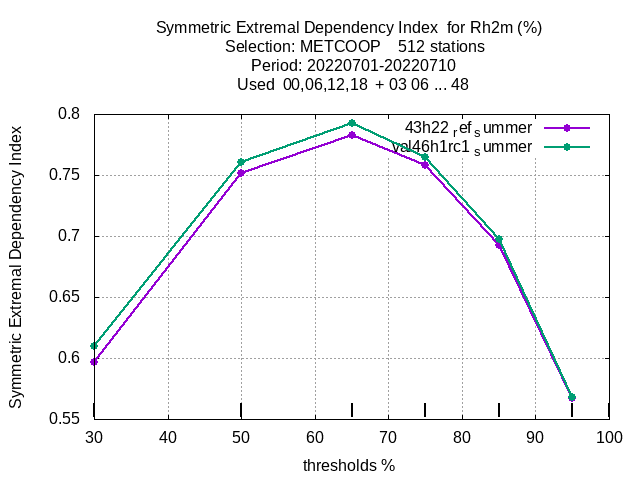 Symmetric Extremal Dependency Index for Rh2m (%)
Selection: METCOOP 512 stations
Period: 20220701-20220710
Used 00,06,12,18 + 03 06 ... 48
43h22 ref summer
val46h1rc1 summer
Symmetric Extremal Dependency Index
0.8
0.75
0.7
0.65
0.6
0.55
30 40 50 60 70 80 90 100
thresholds %